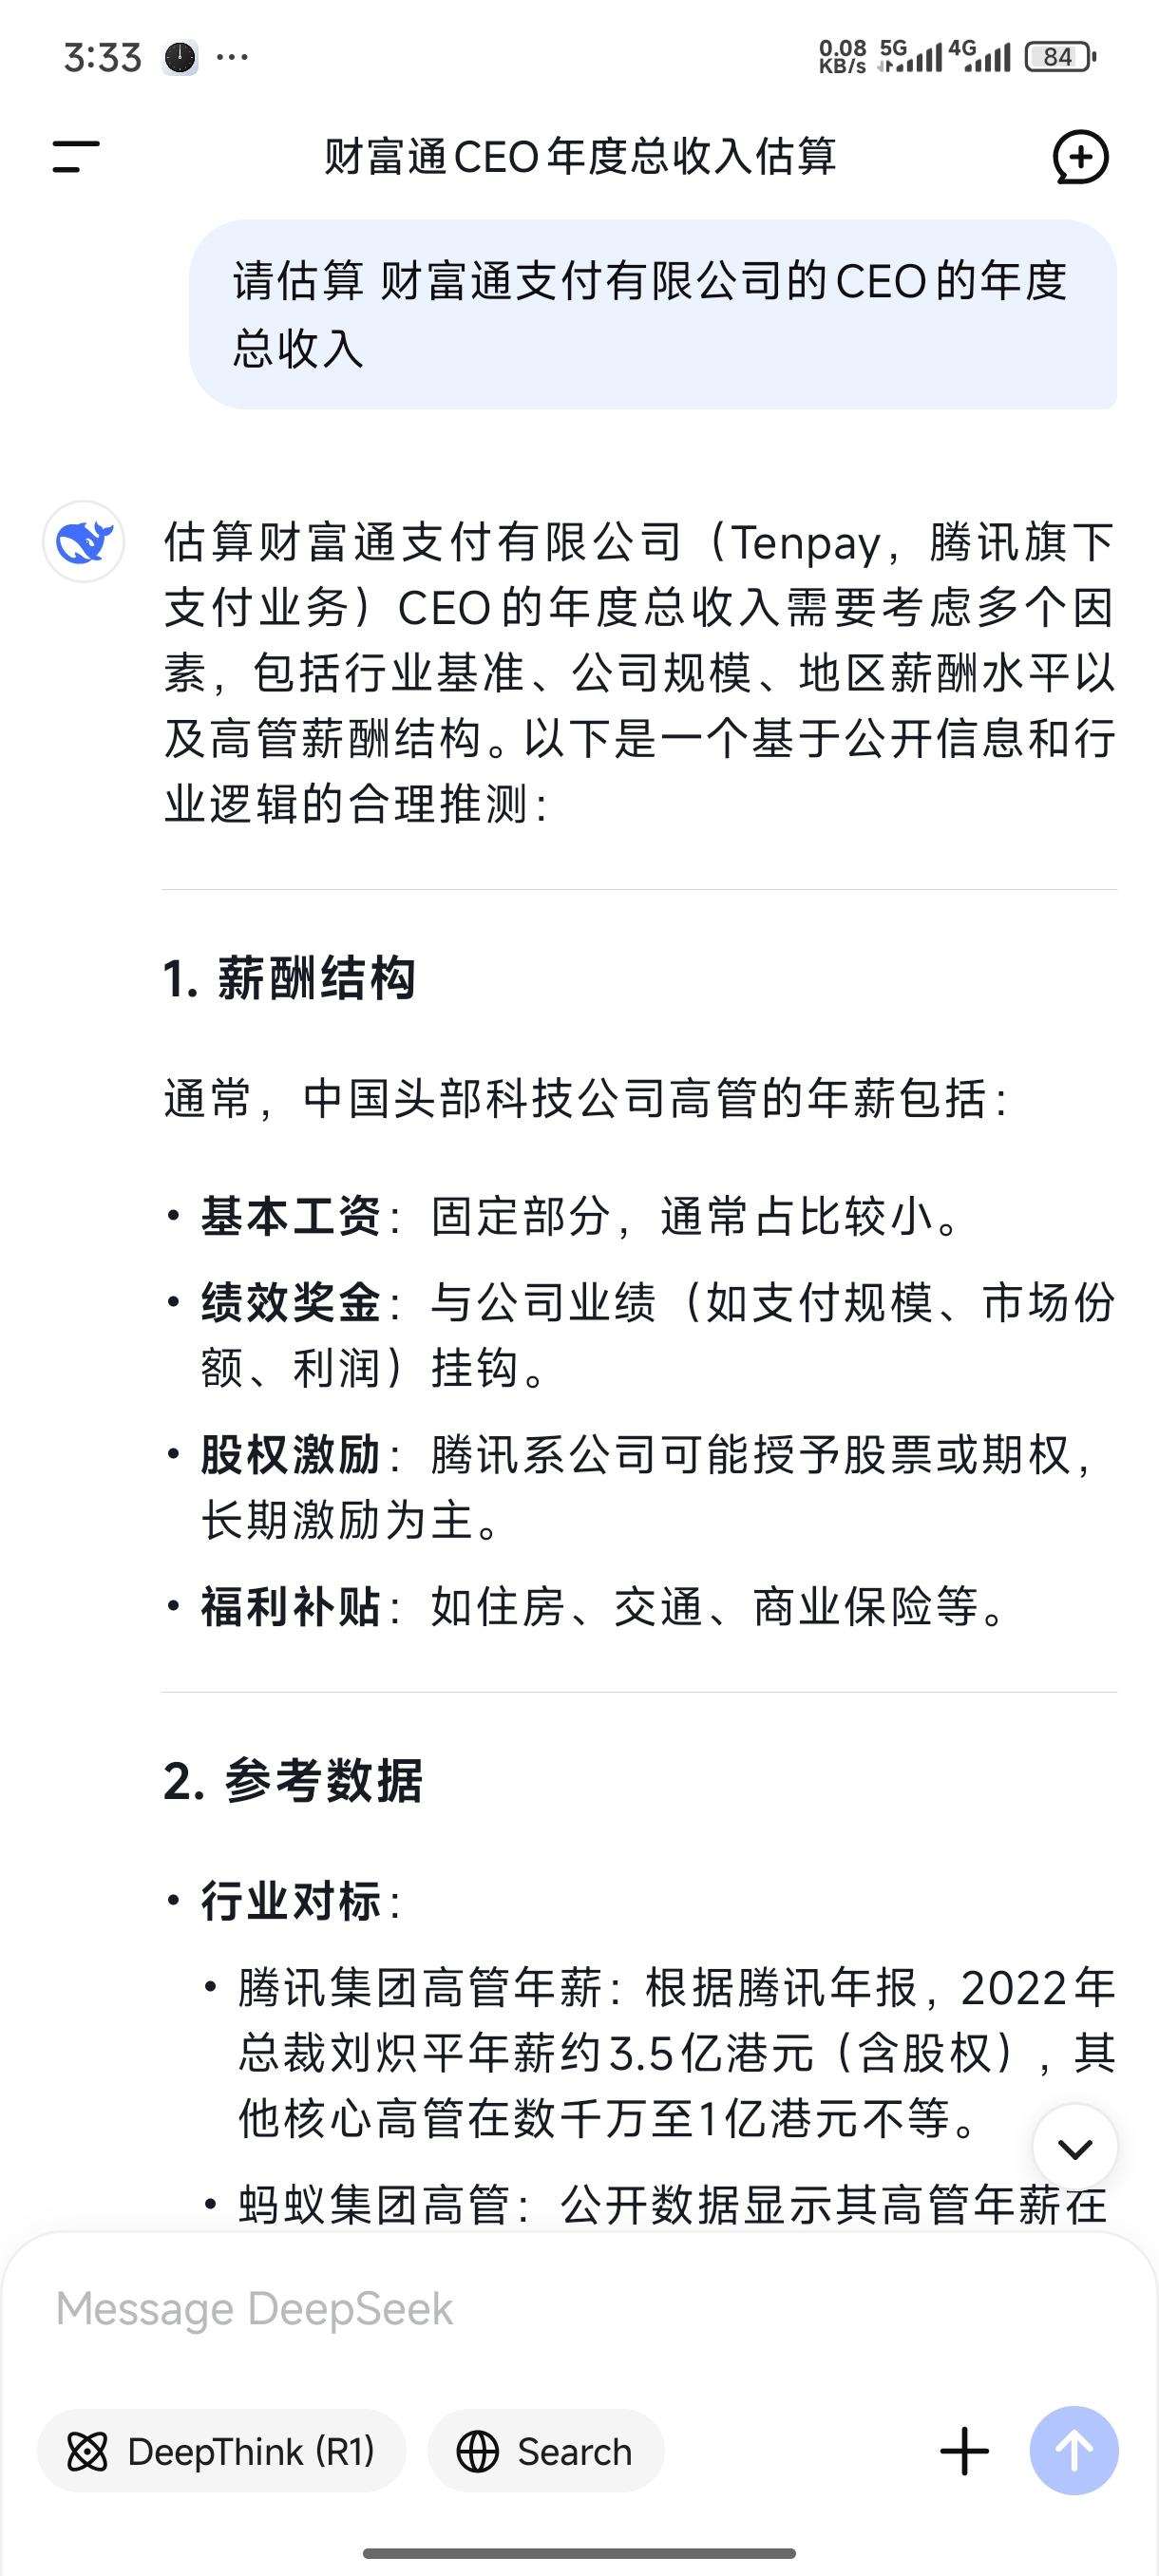 3:33 ...
0.08 KB/s 5G 4G 84
财富通CEO年度总收入估算
请估算 财富通支付有限公司的CEO的年度
总收入
估算财富通支付有限公司（Tenpay，腾讯旗下
支付业务）CEO的年度总收入需要考虑多个因
素，包括行业基准、公司规模、地区薪酬水平以
及高管薪酬结构。以下是一个基于公开信息和行
业逻辑的合理推测：
1. 薪酬结构
通常，中国头部科技公司高管的年薪包括：
• 基本工资：固定部分，通常占比较小。
• 绩效奖金：与公司业绩（如支付规模、市场份
额、利润）挂钩。
• 股权激励：腾讯系公司可能授予股票或期权，
长期激励为主。
• 福利补贴：如住房、交通、商业保险等。
2. 参考数据
• 行业对标：
• 腾讯集团高管年薪：根据腾讯年报，2022年
总裁刘炽平年薪约3.5亿港元（含股权），其
他核心高管在数千万至1亿港元不等。
• 蚂蚁集团高管：公开数据显示其高管年薪在
Message DeepSeek
DeepThink (R1) Search